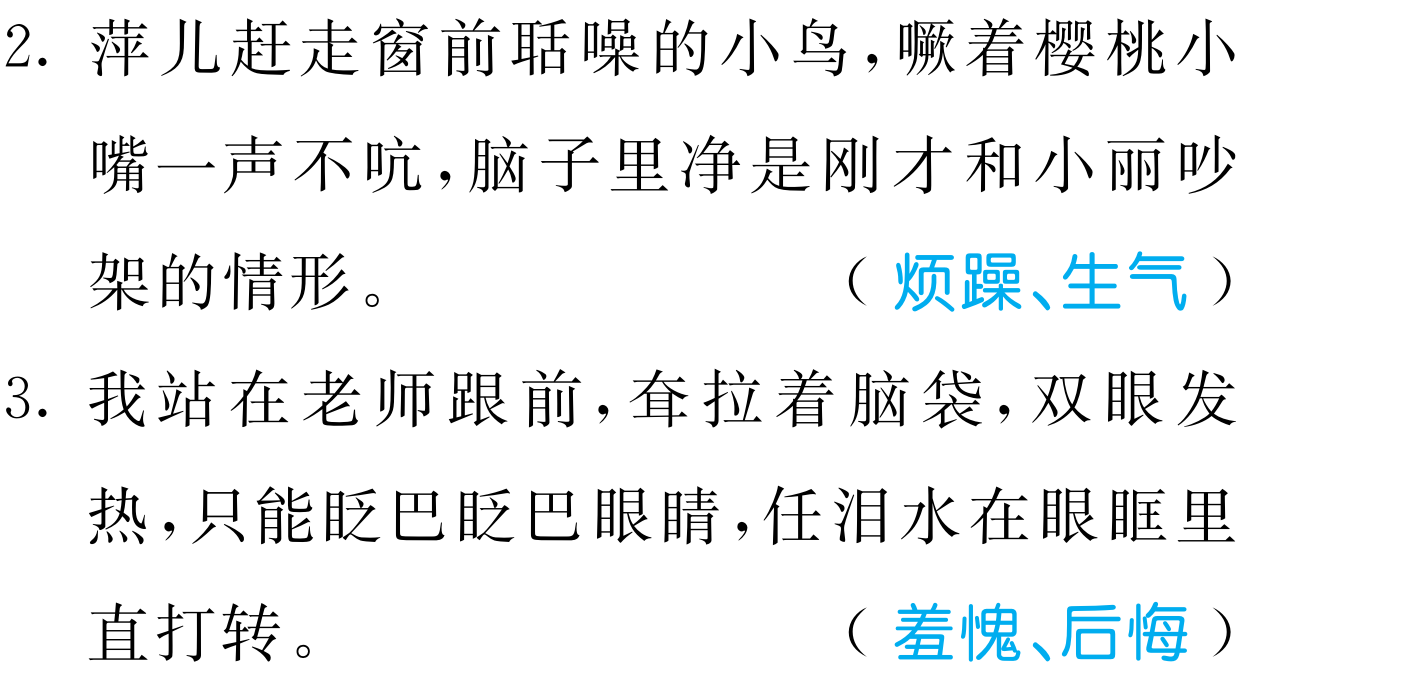 2. 萍儿赶走窗前聒噪的小鸟,噘着樱桃小
嘴一声不吭,脑子里净是刚才和小丽吵
架的情形。 （烦躁、生气）
3. 我站在老师跟前,耷拉着脑袋,双眼发
热,只能眨巴眨巴眼睛,任泪水在眼眶里
直打转。 （羞愧、后悔）